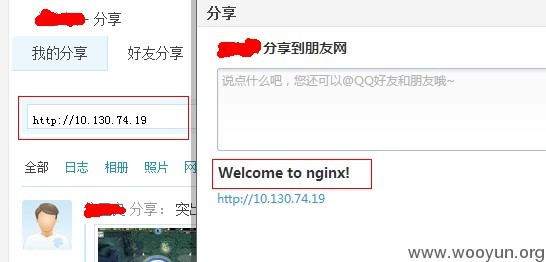 - 分享
我的分享
好友分享
http://10.130.74.19
全部 日志 相册 照片
分享：
分享
分享到朋友网
说点什么吧，您还可以@QQ好友和朋友哦~
Welcome to nginx!
http://10.130.74.19
www.wooyun.org